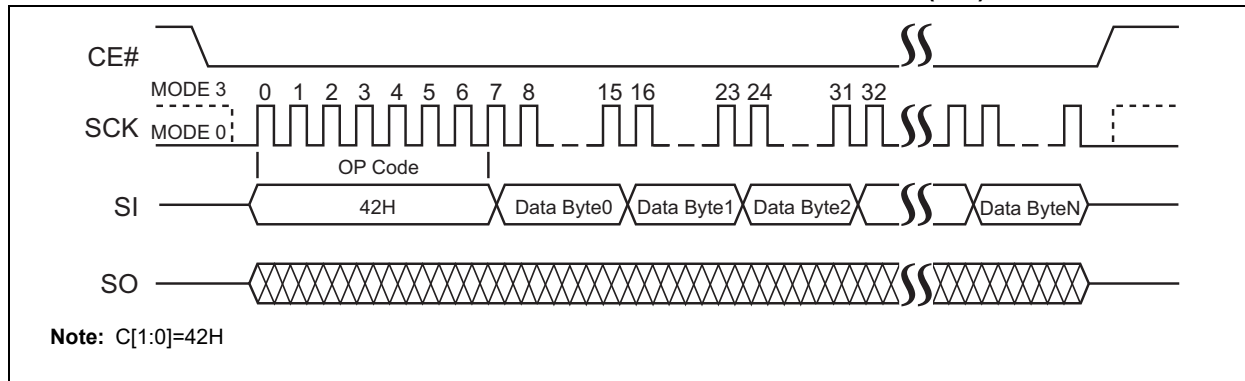 CE#
MODE 3 0 1 2 3 4 5 6 7 8 15 16 23 24 31 32
SCK MODE 0
OP Code
SI 42H Data Byte0 Data Byte1 Data Byte2 Data ByteN
SO
Note: C[1:0]=42H